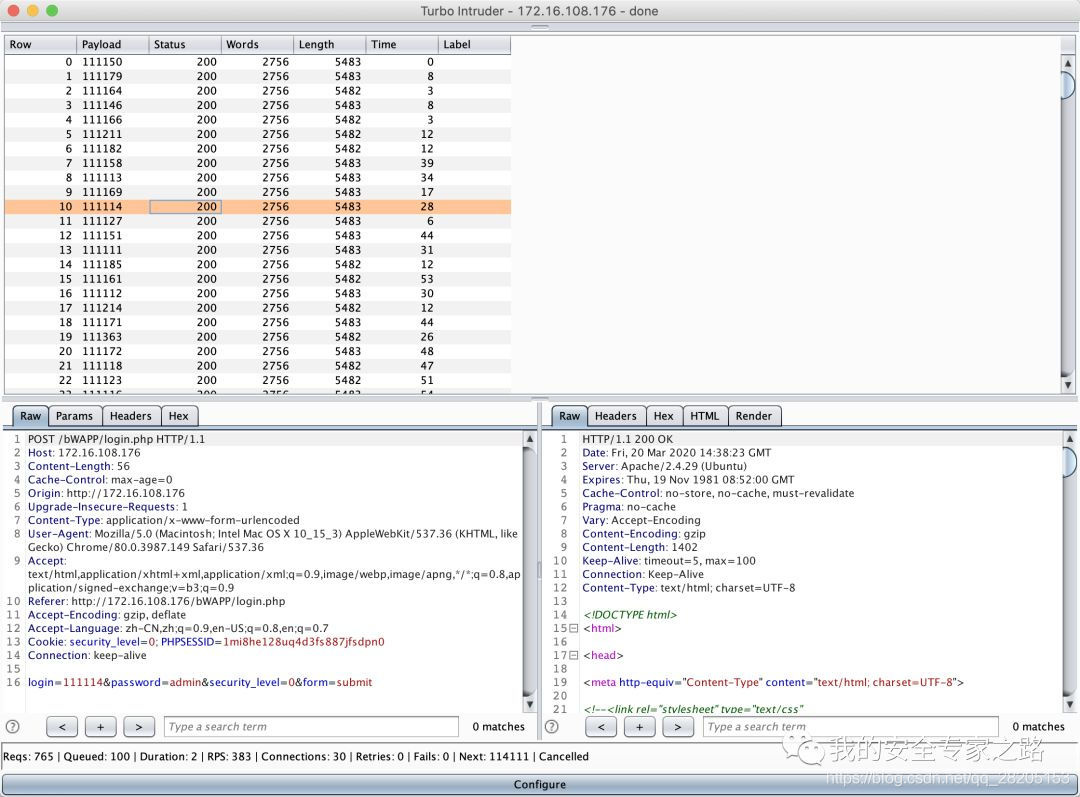 Turbo Intruder - 172.16.108.176 - done
Row Payload Status Words Length Time Label
0 111150 200 2756 5483 0
1 111179 200 2756 5483 8
2 111164 200 2756 5482 3
3 111146 200 2756 5483 8
4 111166 200 2756 5482 3
5 111211 200 2756 5482 12
6 111182 200 2756 5482 12
7 111158 200 2756 5483 39
8 111113 200 2756 5483 34
9 111169 200 2756 5483 17
10 111114 200 2756 5483 28
11 111127 200 2756 5483 6
12 111151 200 2756 5483 44
13 111111 200 2756 5483 31
14 111185 200 2756 5482 12
15 111161 200 2756 5482 53
16 111112 200 2756 5483 30
17 111214 200 2756 5482 12
18 111171 200 2756 5483 44
19 111363 200 2756 5482 26
20 111172 200 2756 5483 48
21 111118 200 2756 5483 47
22 111123 200 2756 5482 51
Raw Params Headers Hex
1 POST /bWAPP/login.php HTTP/1.1
2 Host: 172.16.108.176
3 Content-Length: 56
4 Cache-Control: max-age=0
5 Origin: http://172.16.108.176
6 Upgrade-Insecure-Requests: 1
7 Content-Type: application/x-www-form-urlencoded
8 User-Agent: Mozilla/5.0 (Macintosh; Intel Mac OS X 10_15_3) AppleWebKit/537.36 (KHTML, like
Gecko) Chrome/80.0.3987.149 Safari/537.36
9 Accept:
text/html,application/xhtml+xml,application/xml;q=0.9,image/webp,image/apng,*/*;q=0.8,ap
plication/signed-exchange;v=b3;q=0.9
10 Referer: http://172.16.108.176/bWAPP/login.php
11 Accept-Encoding: gzip, deflate
12 Accept-Language: zh-CN,zh;q=0.9,en-US;q=0.8,en;q=0.7
13 Cookie: security_level=0; PHPSESSID=1mi8he128uq4d3fs887jfsdpn0
14 Connection: keep-alive
15
16 login=111114&password=admin&security_level=0&form=submit
? < + > Type a search term 0 matches
Raw Headers Hex HTML Render
1 HTTP/1.1 200 OK
2 Date: Fri, 20 Mar 2020 14:38:23 GMT
3 Server: Apache/2.4.29 (Ubuntu)
4 Expires: Thu, 19 Nov 1981 08:52:00 GMT
5 Cache-Control: no-store, no-cache, must-revalidate
6 Pragma: no-cache
7 Vary: Accept-Encoding
8 Content-Encoding: gzip
9 Content-Length: 1402
10 Keep-Alive: timeout=5, max=100
11 Connection: Keep-Alive
12 Content-Type: text/html; charset=UTF-8
13
14 <!DOCTYPE html>
15 <html>
16
17 <head>
18
19 <meta http-equiv="Content-Type" content="text/html; charset=UTF-8">
20
21 <!--<link rel="stylesheet" type="text/css"
? < + > Type a search term 0 matches
Reqs: 765 | Queued: 100 | Duration: 2 | RPS: 383 | Connections: 30 | Retries: 0 | Fails: 0 | Next: 114111 | Cancelled
我的安全专家之路
https://blog.csdn.net/qq_28205153
Configure